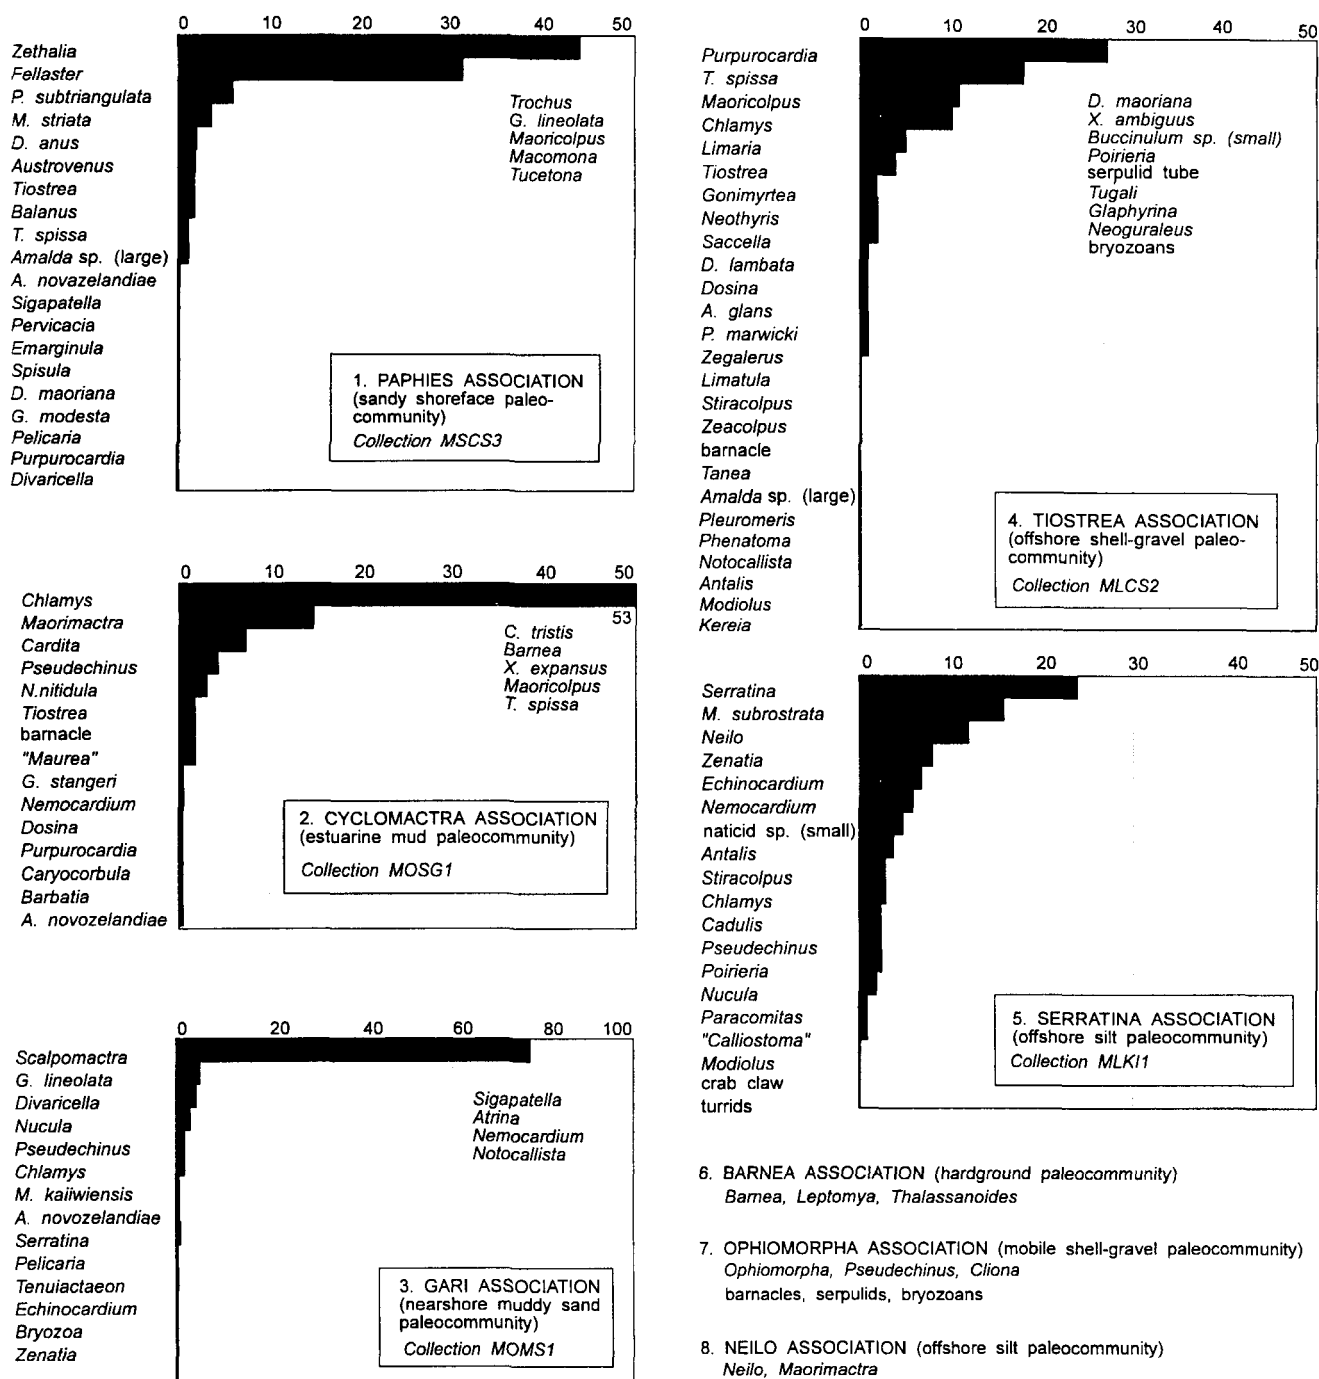 0 10 20 30 40 50
Zethalia
Fellaster
P. subtriangulata
M. striata
D. anus
Austrovenus
Tiostrea
Balanus
T. spissa
Amalda sp. (large)
A. novazelandiae
Sigapatella
Pervicacia
Emarginula
Spisula
D. maoriana
G. modesta
Pelicaria
Purpurocardia
Divaricella
Trochus
G. lineolata
Maoricolpus
Macomona
Tucetona
1. PAPHIES ASSOCIATION
(sandy shoreface paleo-
community)
Collection MSCS3
0 10 20 30 40 50
Chlamys
Maorimactra
Cardita
Pseudechinus
N.nitidula
Tiostrea
barnacle
"Maurea"
G. stangeri
Nemocardium
Dosina
Purpurocardia
Caryocorbula
Barbatia
A. novozelandiae
53
C. tristis
Barnea
X. expansus
Maoricolpus
T. spissa
2. CYCLOMACTRA ASSOCIATION
(estuarine mud paleocommunity)
Collection MOSG1
0 20 40 60 80 100
Scalpomactra
G. lineolata
Divaricella
Nucula
Pseudechinus
Chlamys
M. kaiiwiensis
A. novozelandiae
Serratina
Pelicaria
Tenuiactaeon
Echinocardium
Bryozoa
Zenatia
Sigapatella
Atrina
Nemocardium
Notocallista
3. GARI ASSOCIATION
(nearshore muddy sand
paleocommunity)
Collection MOMS1
0 10 20 30 40 50
Purpurocardia
T. spissa
Maoricolpus
Chlamys
Limaria
Tiostrea
Gonimyrtea
Neothyris
Saccella
D. lambata
Dosina
A. glans
P. marwicki
Zegalerus
Limatula
Stiracolpus
Zeacolpus
barnacle
Tanea
Amalda sp. (large)
Pleuromeris
Phenatoma
Notocallista
Antalis
Modiolus
Kereia
D. maoriana
X. ambiguus
Buccinulum sp. (small)
Poirieria
serpulid tube
Tugali
Glaphyrina
Neoguraleus
bryozoans
4. TIOSTREA ASSOCIATION
(offshore shell-gravel paleo-
community)
Collection MLCS2
0 10 20 30 40 50
Serratina
M. subrostrata
Neilo
Zenatia
Echinocardium
Nemocardium
naticid sp. (small)
Antalis
Stiracolpus
Chlamys
Cadulis
Pseudechinus
Poirieria
Nucula
Paracomitas
"Calliostoma"
Modiolus
crab claw
turrids
5. SERRATINA ASSOCIATION
(offshore silt paleocommunity)
Collection MLKI1
6. BARNEA ASSOCIATION (hardground paleocommunity)
Barnea, Leptomya, Thalassanoides
7. OPHIOMORPHA ASSOCIATION (mobile shell-gravel paleocommunity)
Ophiomorpha, Pseudechinus, Cliona
barnacles, serpulids, bryozoans
8. NEILO ASSOCIATION (offshore silt paleocommunity)
Neilo, Maorimactra